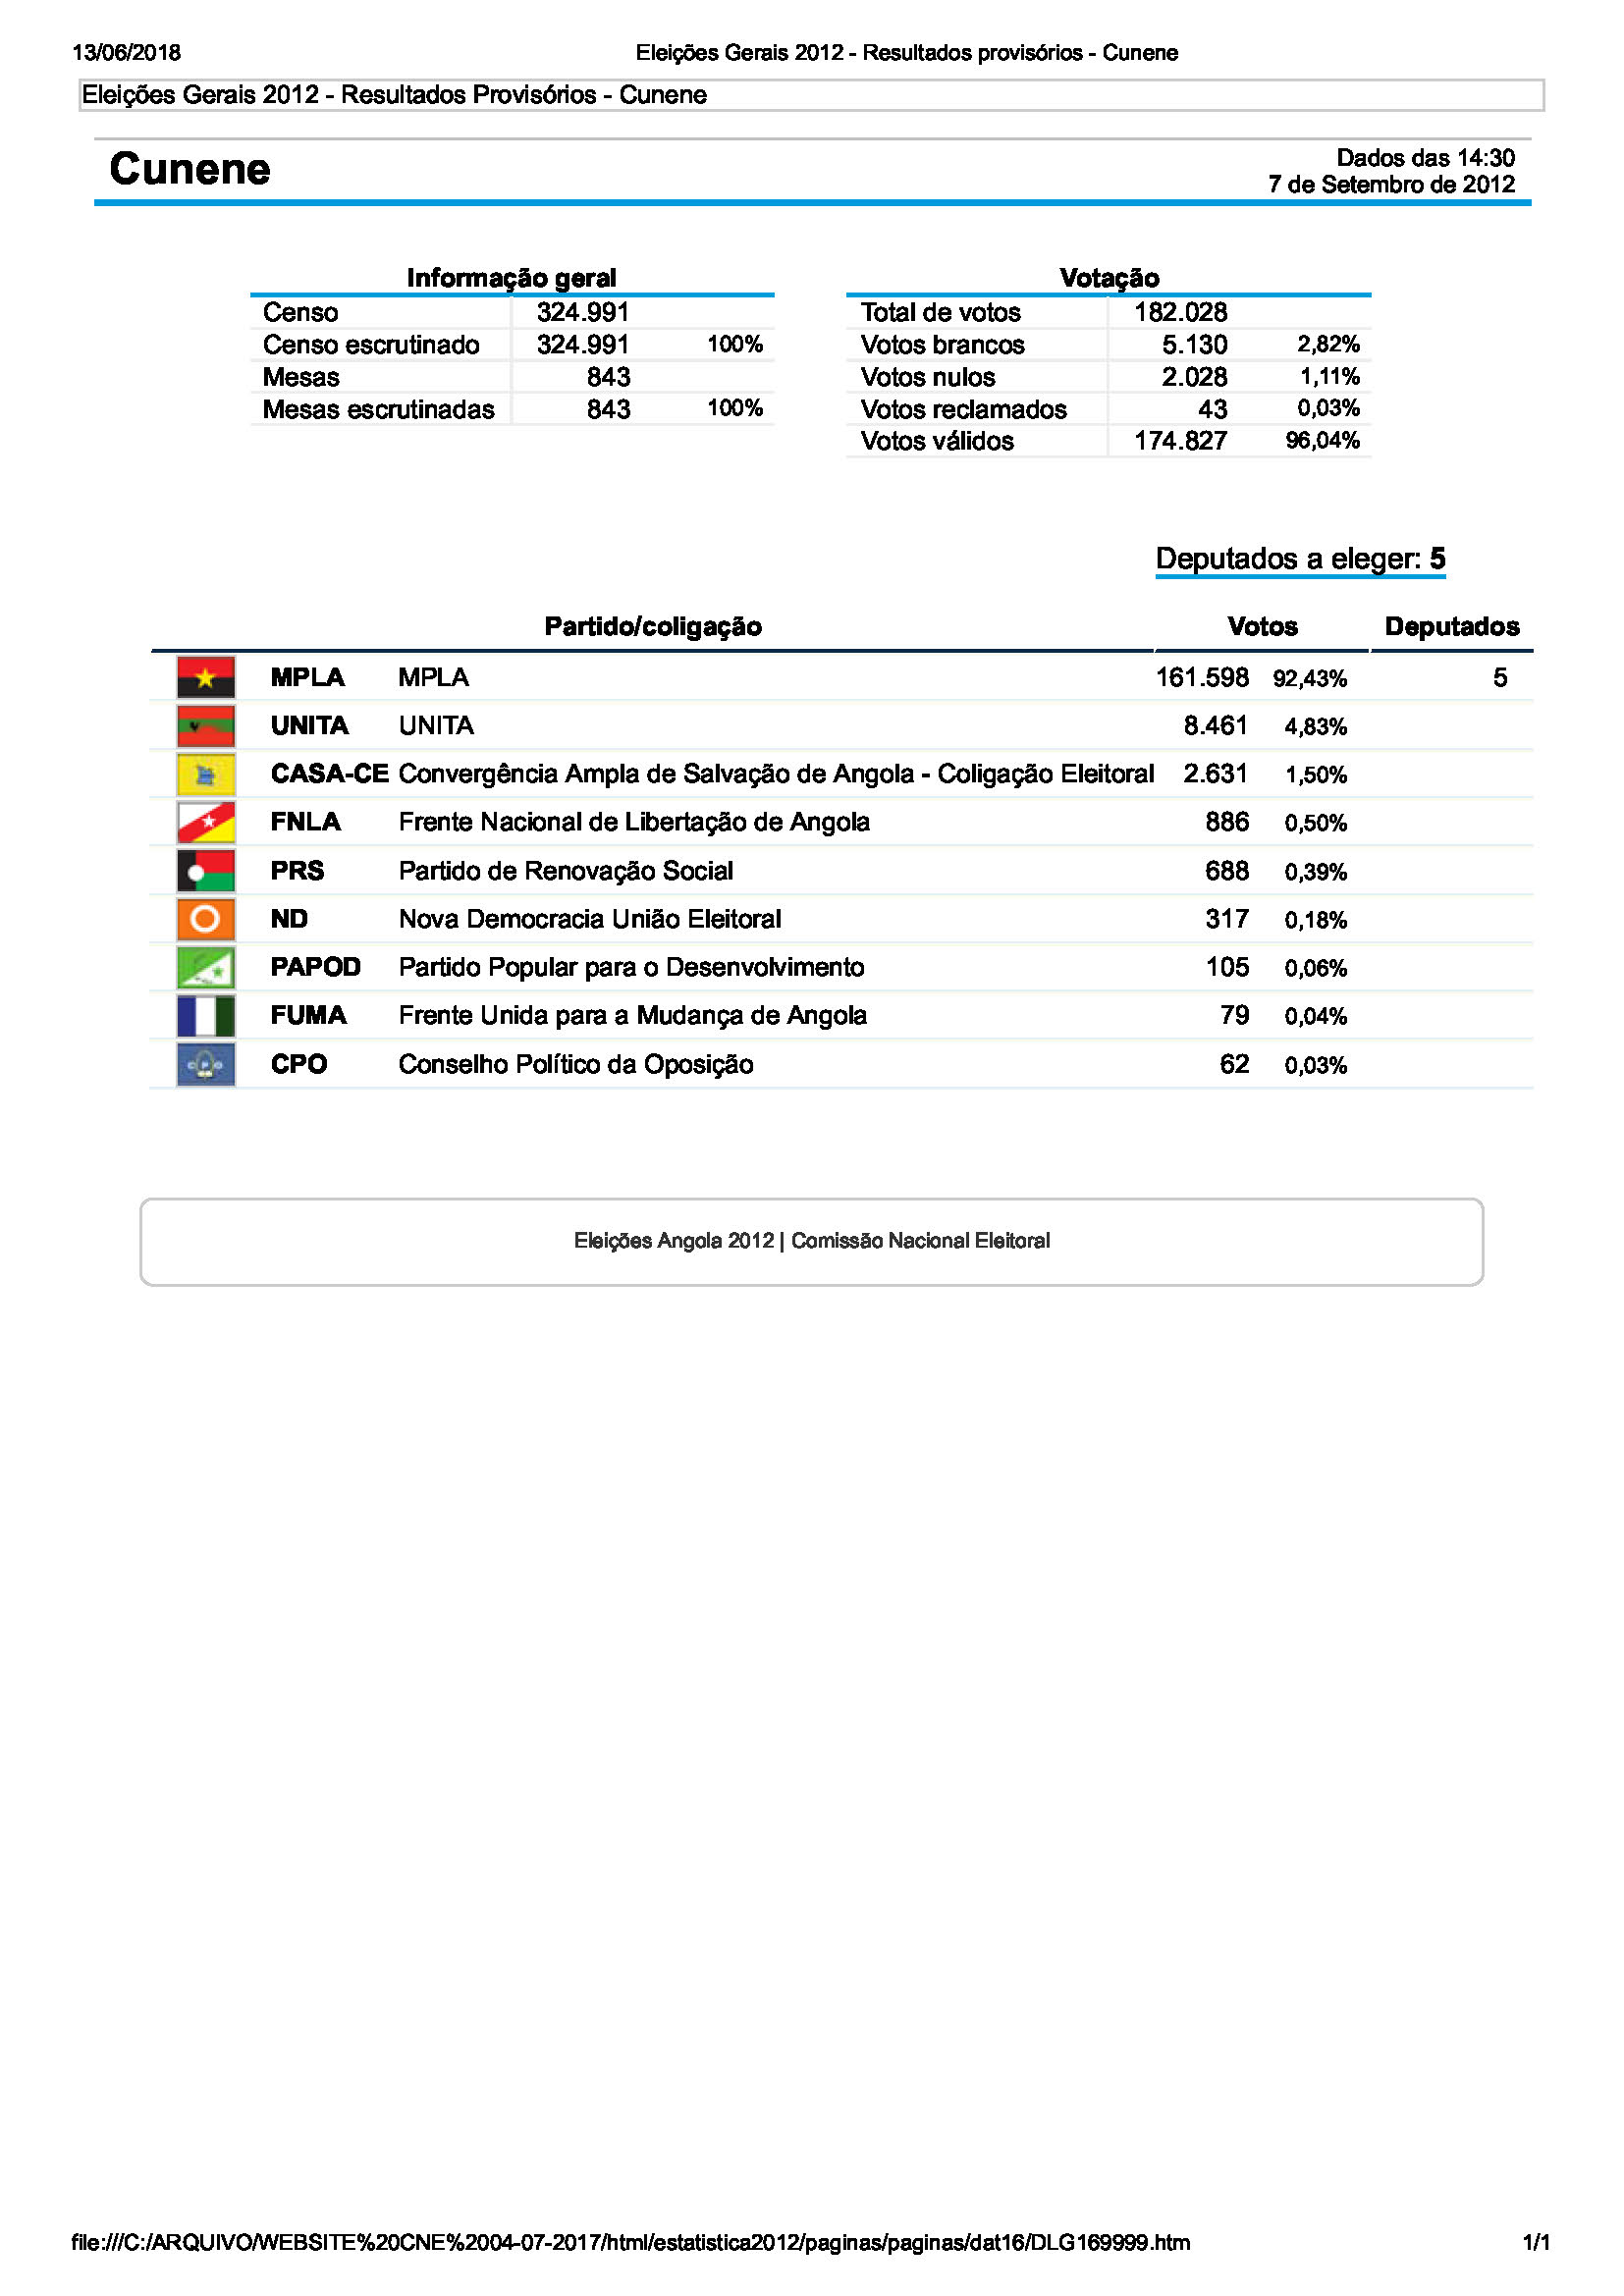 13/06/2018 Eleições Gerais 2012 - Resultados provisórios - Cunene
Eleições Gerais 2012 - Resultados Provisórios - Cunene
Cunene
Dados das 14:30
7 de Setembro de 2012
Informação geral
Censo 324.991
Censo escrutinado 324.991 100%
Mesas 843
Mesas escrutinadas 843 100%
Votação
Total de votos 182.028
Votos brancos 5.130 2,82%
Votos nulos 2.028 1,11%
Votos reclamados 43 0,03%
Votos válidos 174.827 96,04%
Deputados a eleger: 5
Partido/coligação Votos Deputados
MPLA MPLA 161.598 92,43% 5
UNITA UNITA 8.461 4,83%
CASA-CE Convergência Ampla de Salvação de Angola - Coligação Eleitoral 2.631 1,50%
FNLA Frente Nacional de Libertação de Angola 886 0,50%
PRS Partido de Renovação Social 688 0,39%
ND Nova Democracia União Eleitoral 317 0,18%
PAPOD Partido Popular para o Desenvolvimento 105 0,06%
FUMA Frente Unida para a Mudança de Angola 79 0,04%
CPO Conselho Político da Oposição 62 0,03%
Eleições Angola 2012 | Comissão Nacional Eleitoral
file:///C:/ARQUIVO/WEBSITE%20CNE%2004-07-2017/html/estatistica2012/paginas/paginas/dat16/DLG169999.htm 1/1